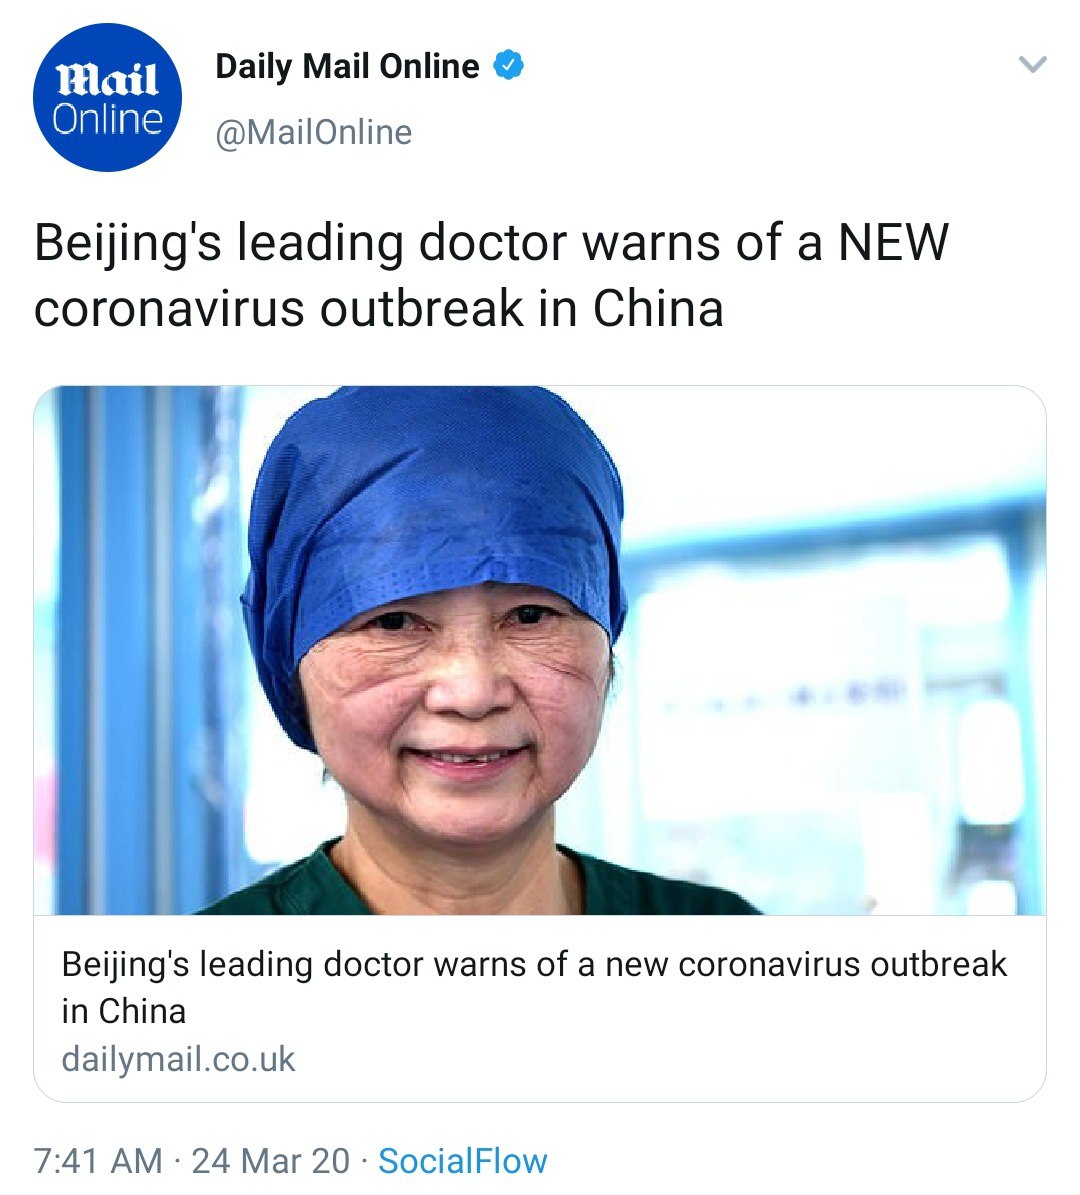 Mail
Online
Daily Mail Online
@MailOnline
Beijing's leading doctor warns of a NEW
coronavirus outbreak in China
Beijing's leading doctor warns of a new coronavirus outbreak
in China
dailymail.co.uk
7:41 AM · 24 Mar 20 · SocialFlow